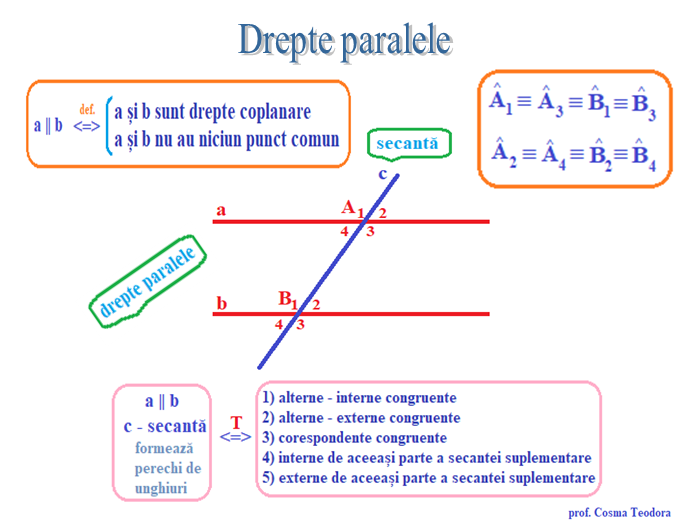 Drepte paralele
a || b <=> def.
a și b sunt drepte coplanare
a și b nu au niciun punct comun
Â1 ≡ Â3 ≡ B̂1 ≡ B̂3
Â2 ≡ Â4 ≡ B̂2 ≡ B̂4
secantă
c
a
A 1 2
4 3
drepte paralele
b
B 1 2
4 3
a || b
c - secantă
formează
perechi de
unghiuri
T
<=>
1) alterne - interne congruente
2) alterne - externe congruente
3) corespondente congruente
4) interne de aceeași parte a secantei suplementare
5) externe de aceeași parte a secantei suplementare
prof. Cosma Teodora